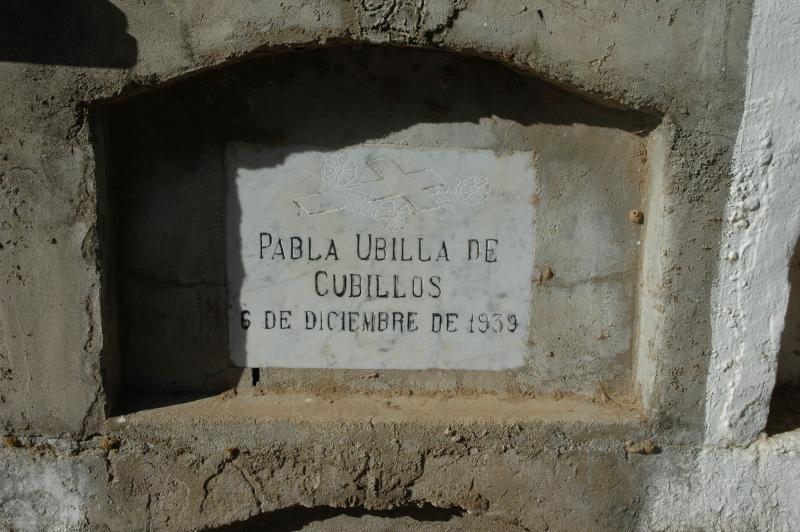 PABLA UBILLA DE
CUBILLOS
6 DE DICIEMBRE DE 1939